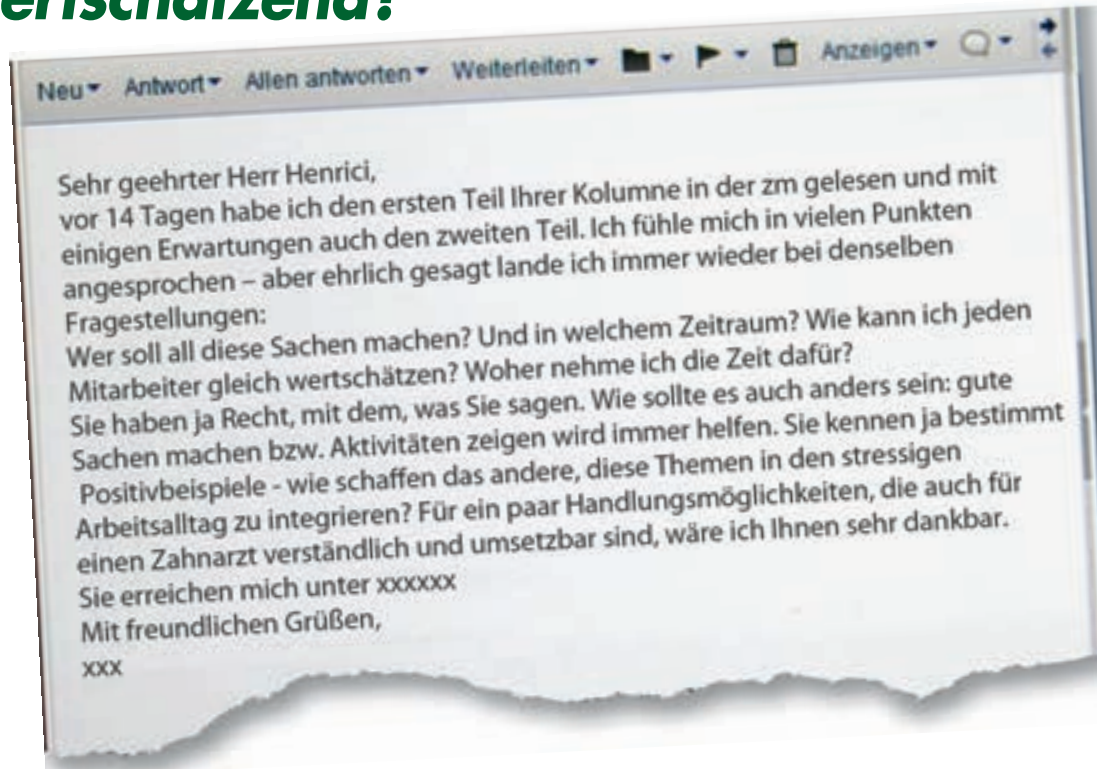 ertschätzend?
Neu Antwort Allen antworten Weiterleiten Anzeigen
Sehr geehrter Herr Henrici,
vor 14 Tagen habe ich den ersten Teil Ihrer Kolumne in der zm gelesen und mit
einigen Erwartungen auch den zweiten Teil. Ich fühle mich in vielen Punkten
angesprochen – aber ehrlich gesagt lande ich immer wieder bei denselben
Fragestellungen:
Wer soll all diese Sachen machen? Und in welchem Zeitraum? Wie kann ich jeden
Mitarbeiter gleich wertschätzen? Woher nehme ich die Zeit dafür?
Sie haben ja Recht, mit dem, was Sie sagen. Wie sollte es auch anders sein: gute
Sachen machen bzw. Aktivitäten zeigen wird immer helfen. Sie kennen ja bestimmt
Positivbeispiele - wie schaffen das andere, diese Themen in den stressigen
Arbeitsalltag zu integrieren? Für ein paar Handlungsmöglichkeiten, die auch für
einen Zahnarzt verständlich und umsetzbar sind, wäre ich Ihnen sehr dankbar.
Sie erreichen mich unter xxxxxx
Mit freundlichen Grüßen,
xxx